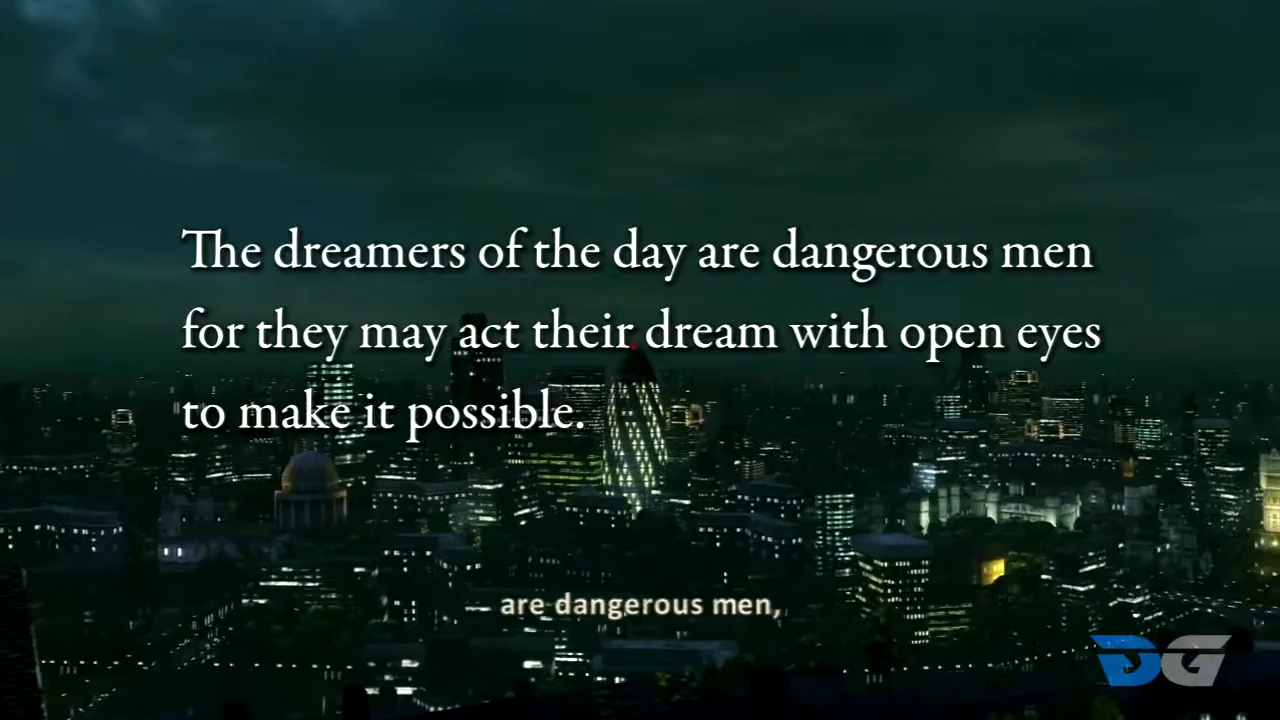 The dreamers of the day are dangerous men
for they may act their dream with open eyes
to make it possible.
are dangerous men,
DG